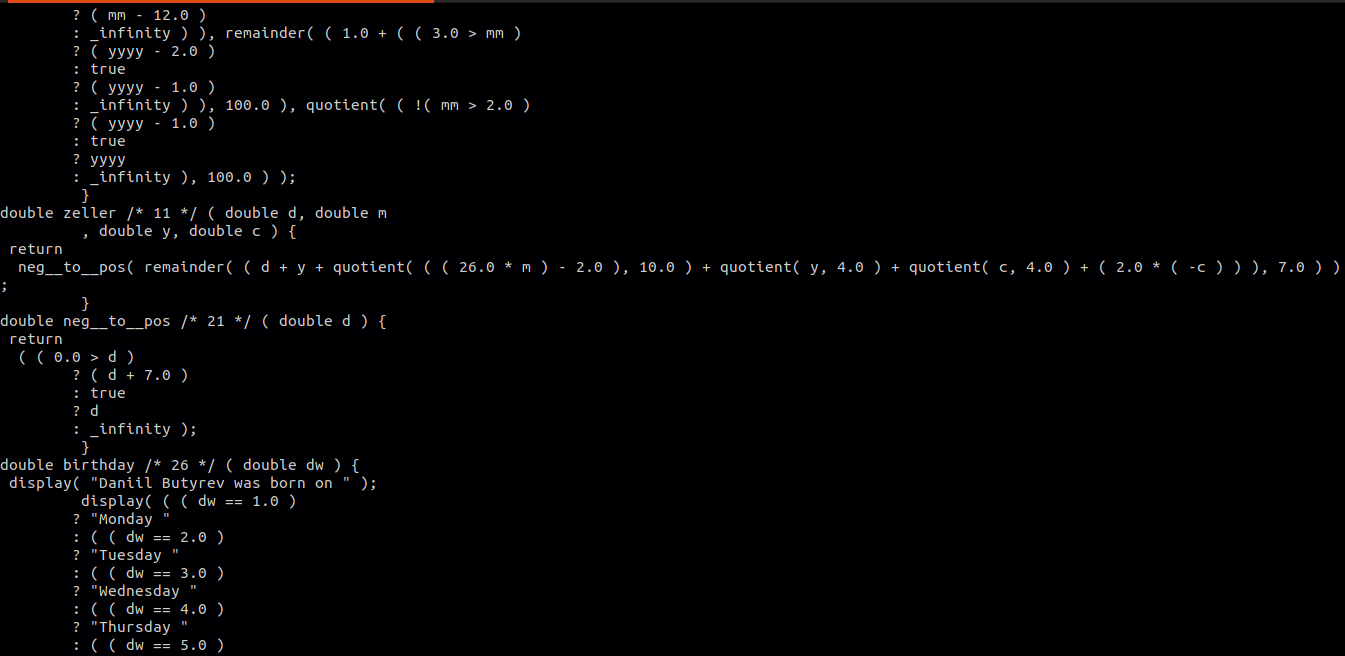 ? ( mm - 12.0 )
: _infinity ) ), remainder( ( 1.0 + ( ( 3.0 > mm )
? ( yyyy - 2.0 )
: true
? ( yyyy - 1.0 )
: _infinity ) ), 100.0 ), quotient( ( !( mm > 2.0 )
? ( yyyy - 1.0 )
: true
? yyyy
: _infinity ), 100.0 ) );
}
double zeller /* 11 */ ( double d, double m
, double y, double c ) {
return
neg__to__pos( remainder( ( d + y + quotient( ( ( 26.0 * m ) - 2.0 ), 10.0 ) + quotient( y, 4.0 ) + quotient( c, 4.0 ) + ( 2.0 * ( -c ) ) ), 7.0 ) )
;
}
double neg__to__pos /* 21 */ ( double d ) {
return
( ( 0.0 > d )
? ( d + 7.0 )
: true
? d
: _infinity );
}
double birthday /* 26 */ ( double dw ) {
display( "Daniil Butyrev was born on " );
display( ( ( dw == 1.0 )
? "Monday "
: ( ( dw == 2.0 )
? "Tuesday "
: ( ( dw == 3.0 )
? "Wednesday "
: ( ( dw == 4.0 )
? "Thursday "
: ( ( dw == 5.0 )